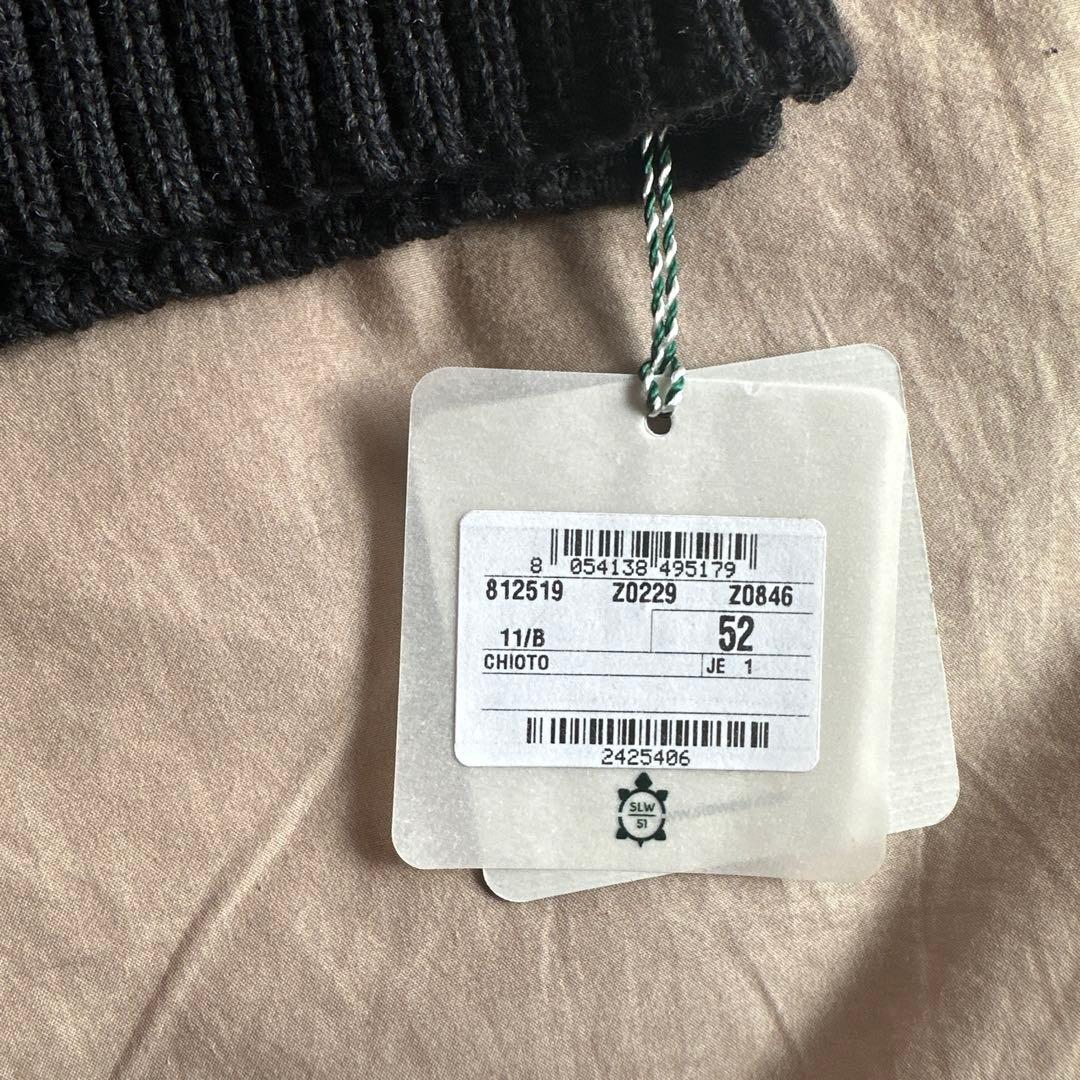 8 054138 495179
812519 Z0229 Z0846
11/B 52
CHIOTO JE 1
2425406
SLW
51